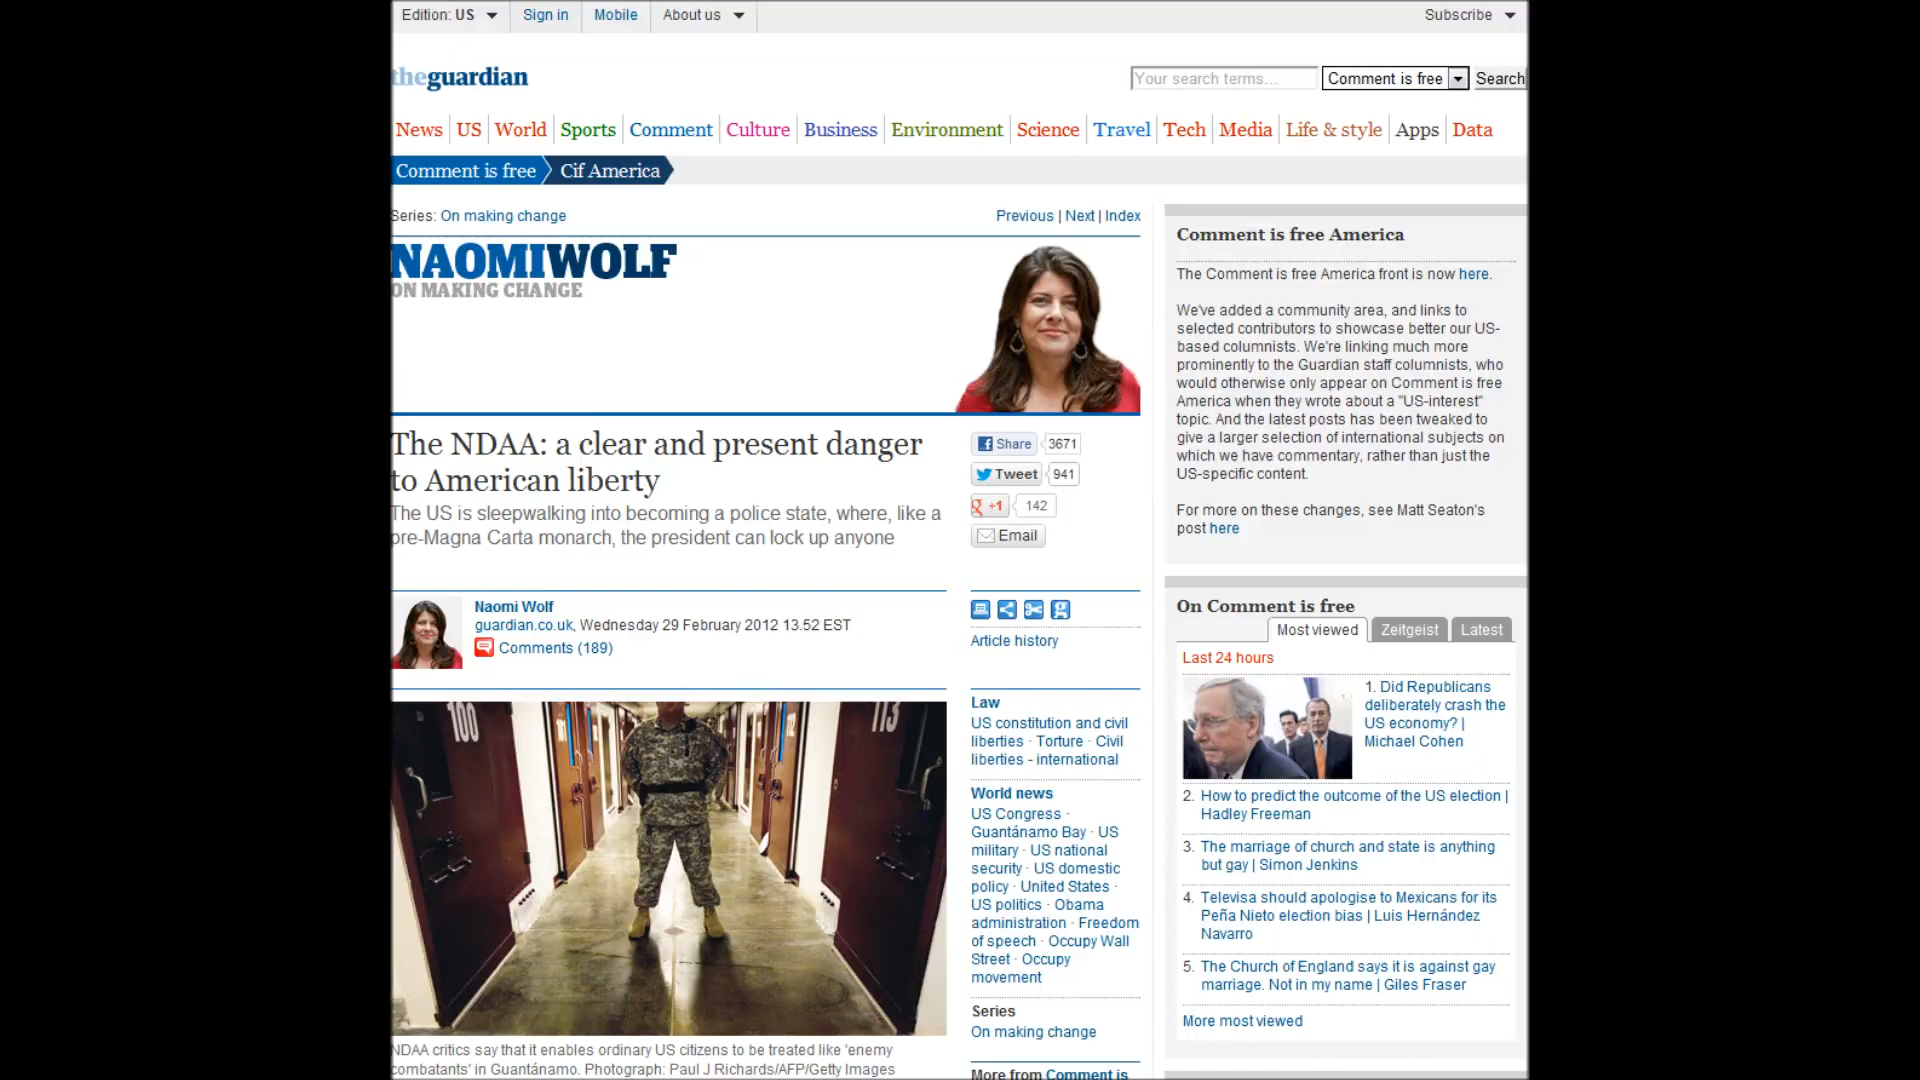 Edition: US
Sign in
Mobile
About us
Subscribe
theguardian
Your search terms...
Comment is free
Search
News US World Sports Comment Culture Business Environment Science Travel Tech Media Life & style Apps Data
Comment is free
Cif America
Series: On making change
Previous | Next | Index
NAOMIWOLF
ON MAKING CHANGE
The NDAA: a clear and present danger
to American liberty
The US is sleepwalking into becoming a police state, where, like a
pre-Magna Carta monarch, the president can lock up anyone
Share 3671
Tweet 941
+1 142
Email
Naomi Wolf
guardian.co.uk, Wednesday 29 February 2012 13.52 EST
Comments (189)
Article history
100
113
NDAA critics say that it enables ordinary US citizens to be treated like 'enemy
combatants' in Guantánamo. Photograph: Paul J Richards/AFP/Getty Images
Law
US constitution and civil
liberties · Torture · Civil
liberties - international
World news
US Congress ·
Guantánamo Bay · US
military · US national
security · US domestic
policy · United States ·
US politics · Obama
administration · Freedom
of speech · Occupy Wall
Street · Occupy
movement
Series
On making change
More from Comment is
Comment is free America
The Comment is free America front is now here.
We've added a community area, and links to
selected contributors to showcase better our US-
based columnists. We're linking much more
prominently to the Guardian staff columnists, who
would otherwise only appear on Comment is free
America when they wrote about a "US-interest"
topic. And the latest posts has been tweaked to
give a larger selection of international subjects on
which we have commentary, rather than just the
US-specific content.
For more on these changes, see Matt Seaton's
post here
On Comment is free
Most viewed
Zeitgeist
Latest
Last 24 hours
1. Did Republicans
deliberately crash the
US economy? |
Michael Cohen
2. How to predict the outcome of the US election |
Hadley Freeman
3. The marriage of church and state is anything
but gay | Simon Jenkins
4. Televisa should apologise to Mexicans for its
Peña Nieto election bias | Luis Hernández
Navarro
5. The Church of England says it is against gay
marriage. Not in my name | Giles Fraser
More most viewed